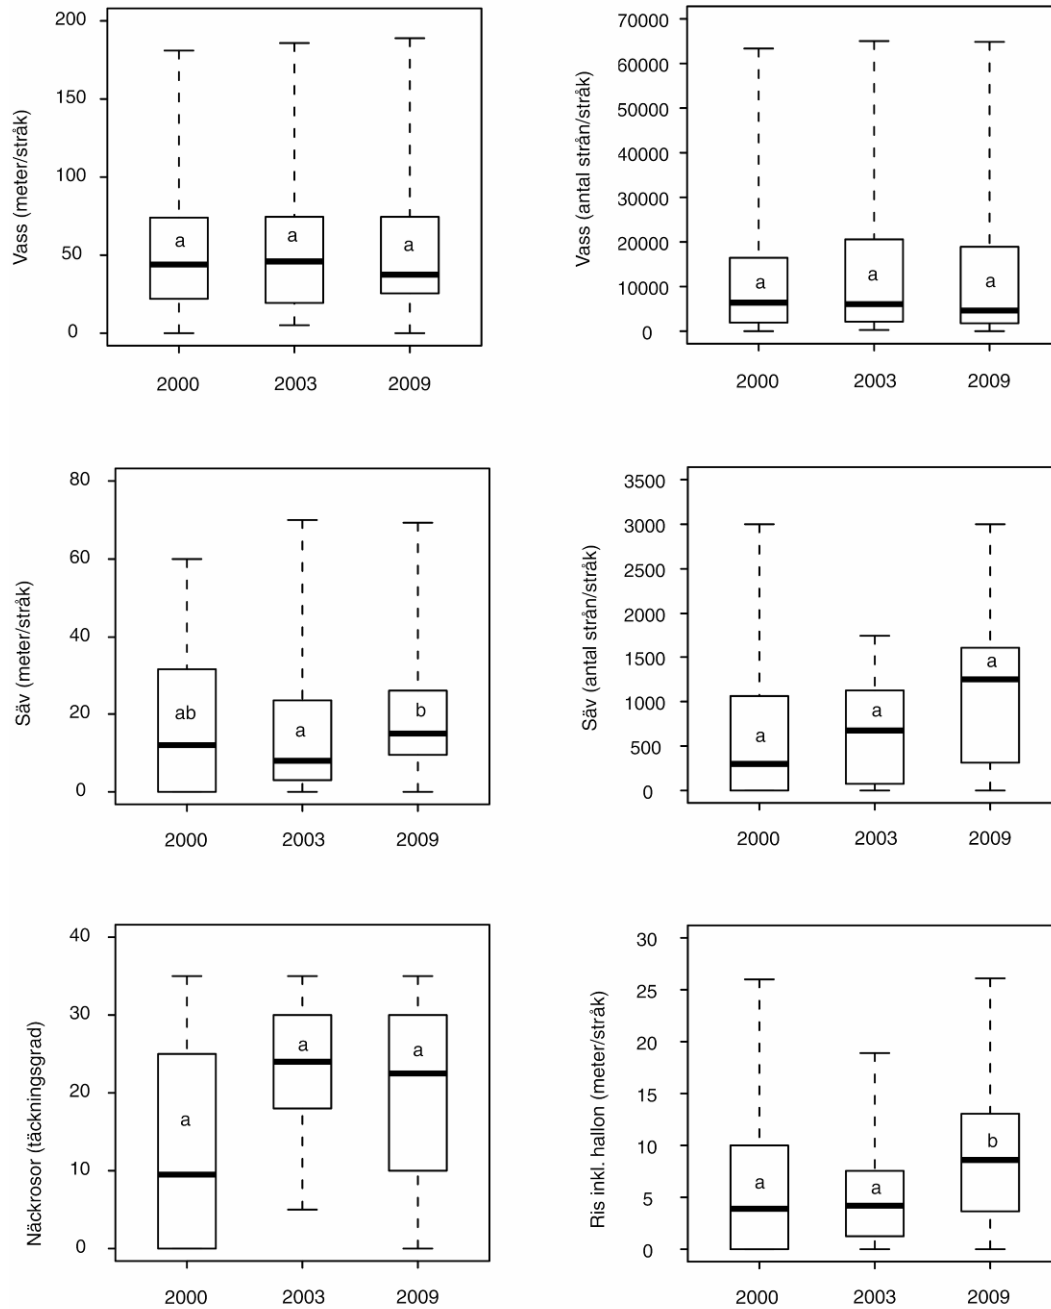 Vass (meter/stråk)
200
150
100
50
0
a
a
a
2000
2003
2009
Vass (antal strån/stråk)
70000
60000
50000
40000
30000
20000
10000
0
a
a
a
2000
2003
2009
Säv (meter/stråk)
80
60
40
20
0
ab
a
b
2000
2003
2009
Säv (antal strån/stråk)
3500
3000
2500
2000
1500
1000
500
0
a
a
a
2000
2003
2009
Näckrosor (täckningsgrad)
40
30
20
10
0
a
a
a
2000
2003
2009
Ris inkl. hallon (meter/stråk)
30
25
20
15
10
5
0
a
a
b
2000
2003
2009